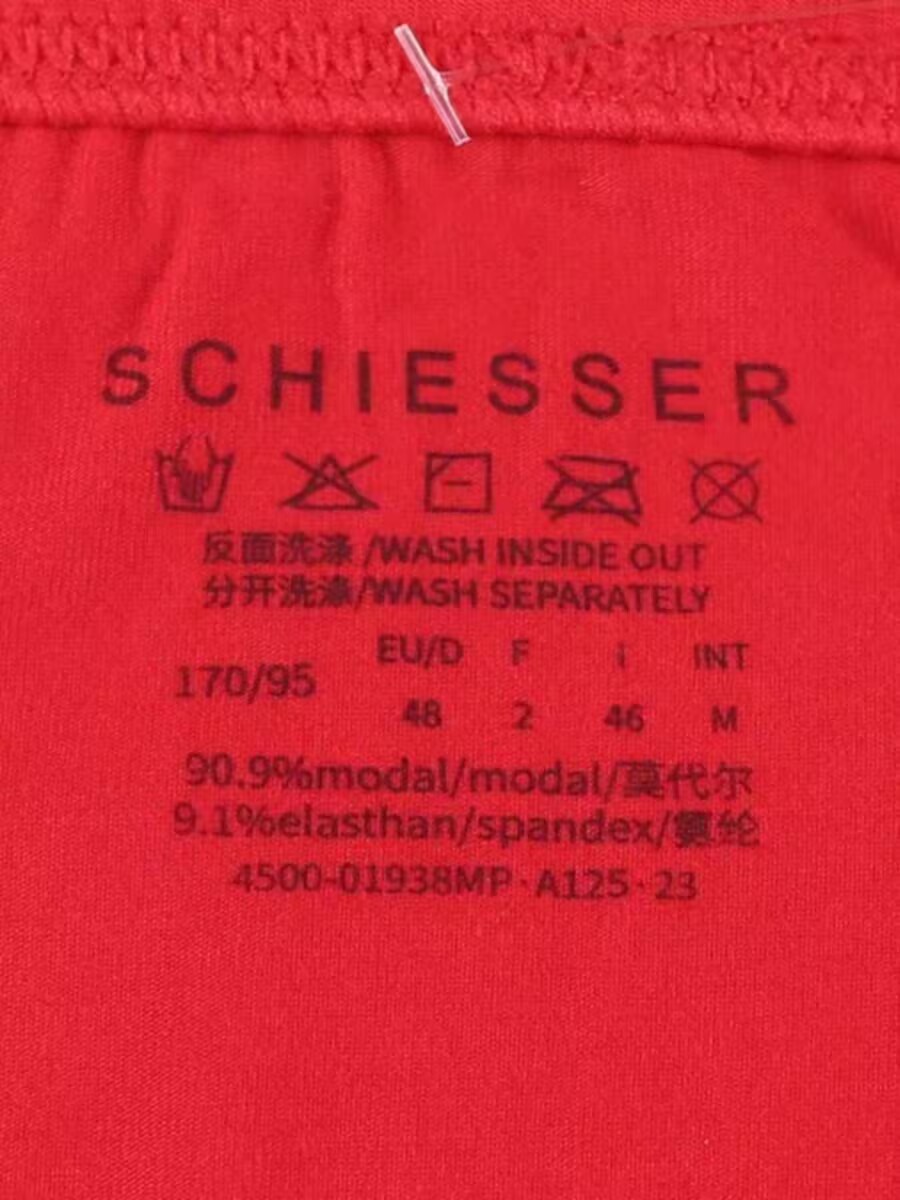 SCHIESSER
反面洗涤/WASH INSIDE OUT
分开洗涤/WASH SEPARATELY
170/95 EU/D F i INT
48 2 46 M
90.9%modal/modal/莫代尔
9.1%elasthan/spandex/氨纶
4500-01938MP·A125·23